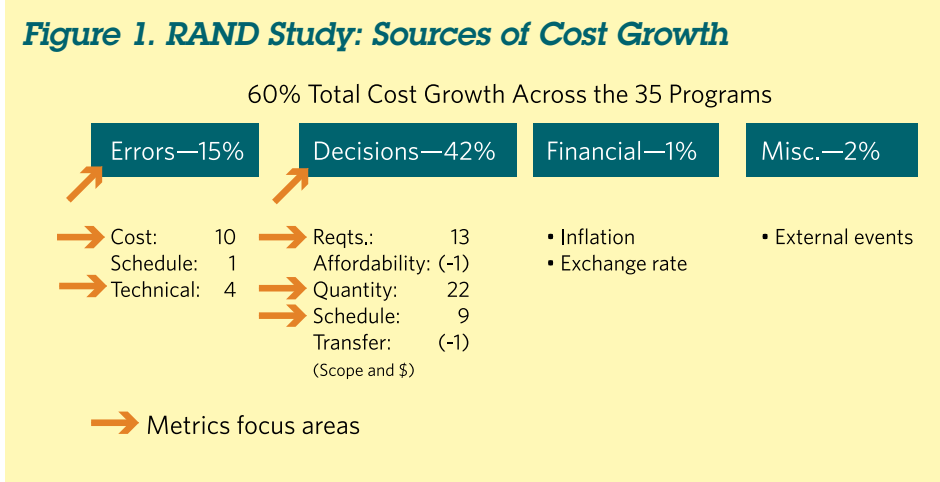 Figure 1. RAND Study: Sources of Cost Growth
60% Total Cost Growth Across the 35 Programs
Errors—15%
Cost: 10
Schedule: 1
Technical: 4
Decisions—42%
Reqts.: 13
Affordability: (-1)
Quantity: 22
Schedule: 9
Transfer: (-1)
(Scope and $)
Financial—1%
• Inflation
• Exchange rate
Misc.—2%
• External events
Metrics focus areas